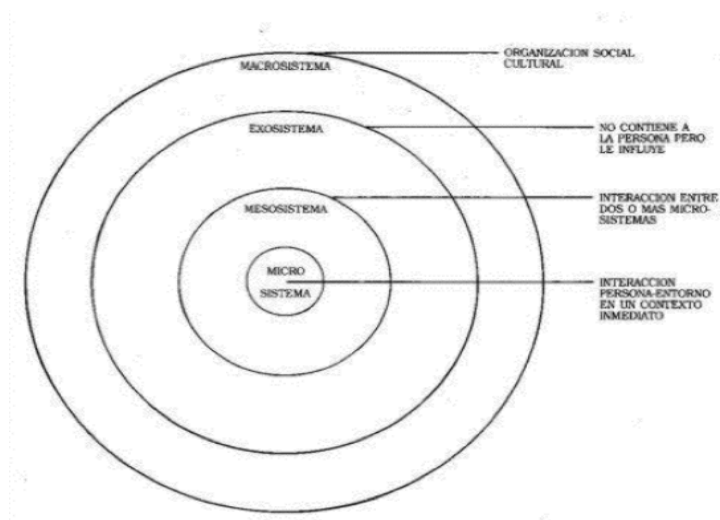 MACROSISTEMA
ORGANIZACION SOCIAL
CULTURAL
EXOSISTEMA
NO CONTIENE A
LA PERSONA PERO
LE INFLUYE
MESOSISTEMA
INTERACCION ENTRE
DOS O MAS MICRO-
SISTEMAS
MICRO
SISTEMA
INTERACCION
PERSONA-ENTORNO
EN UN CONTEXTO
INMEDIATO